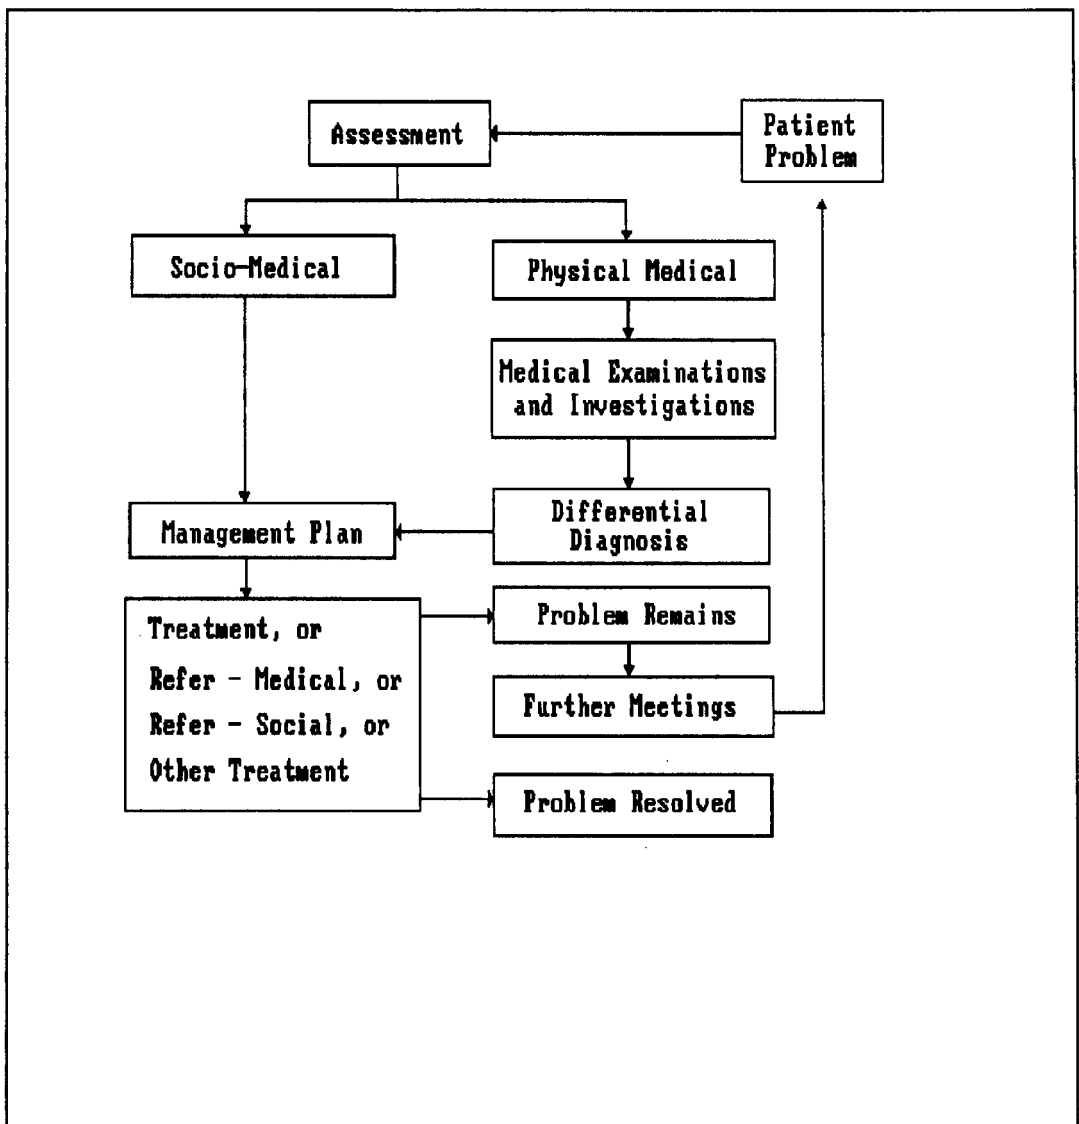 Assessment
Patient
Problem
Socio-Medical
Physical Medical
Medical Examinations
and Investigations
Differential
Diagnosis
Management Plan
Treatment, or
Refer - Medical, or
Refer - Social, or
Other Treatment
Problem Remains
Further Meetings
Problem Resolved